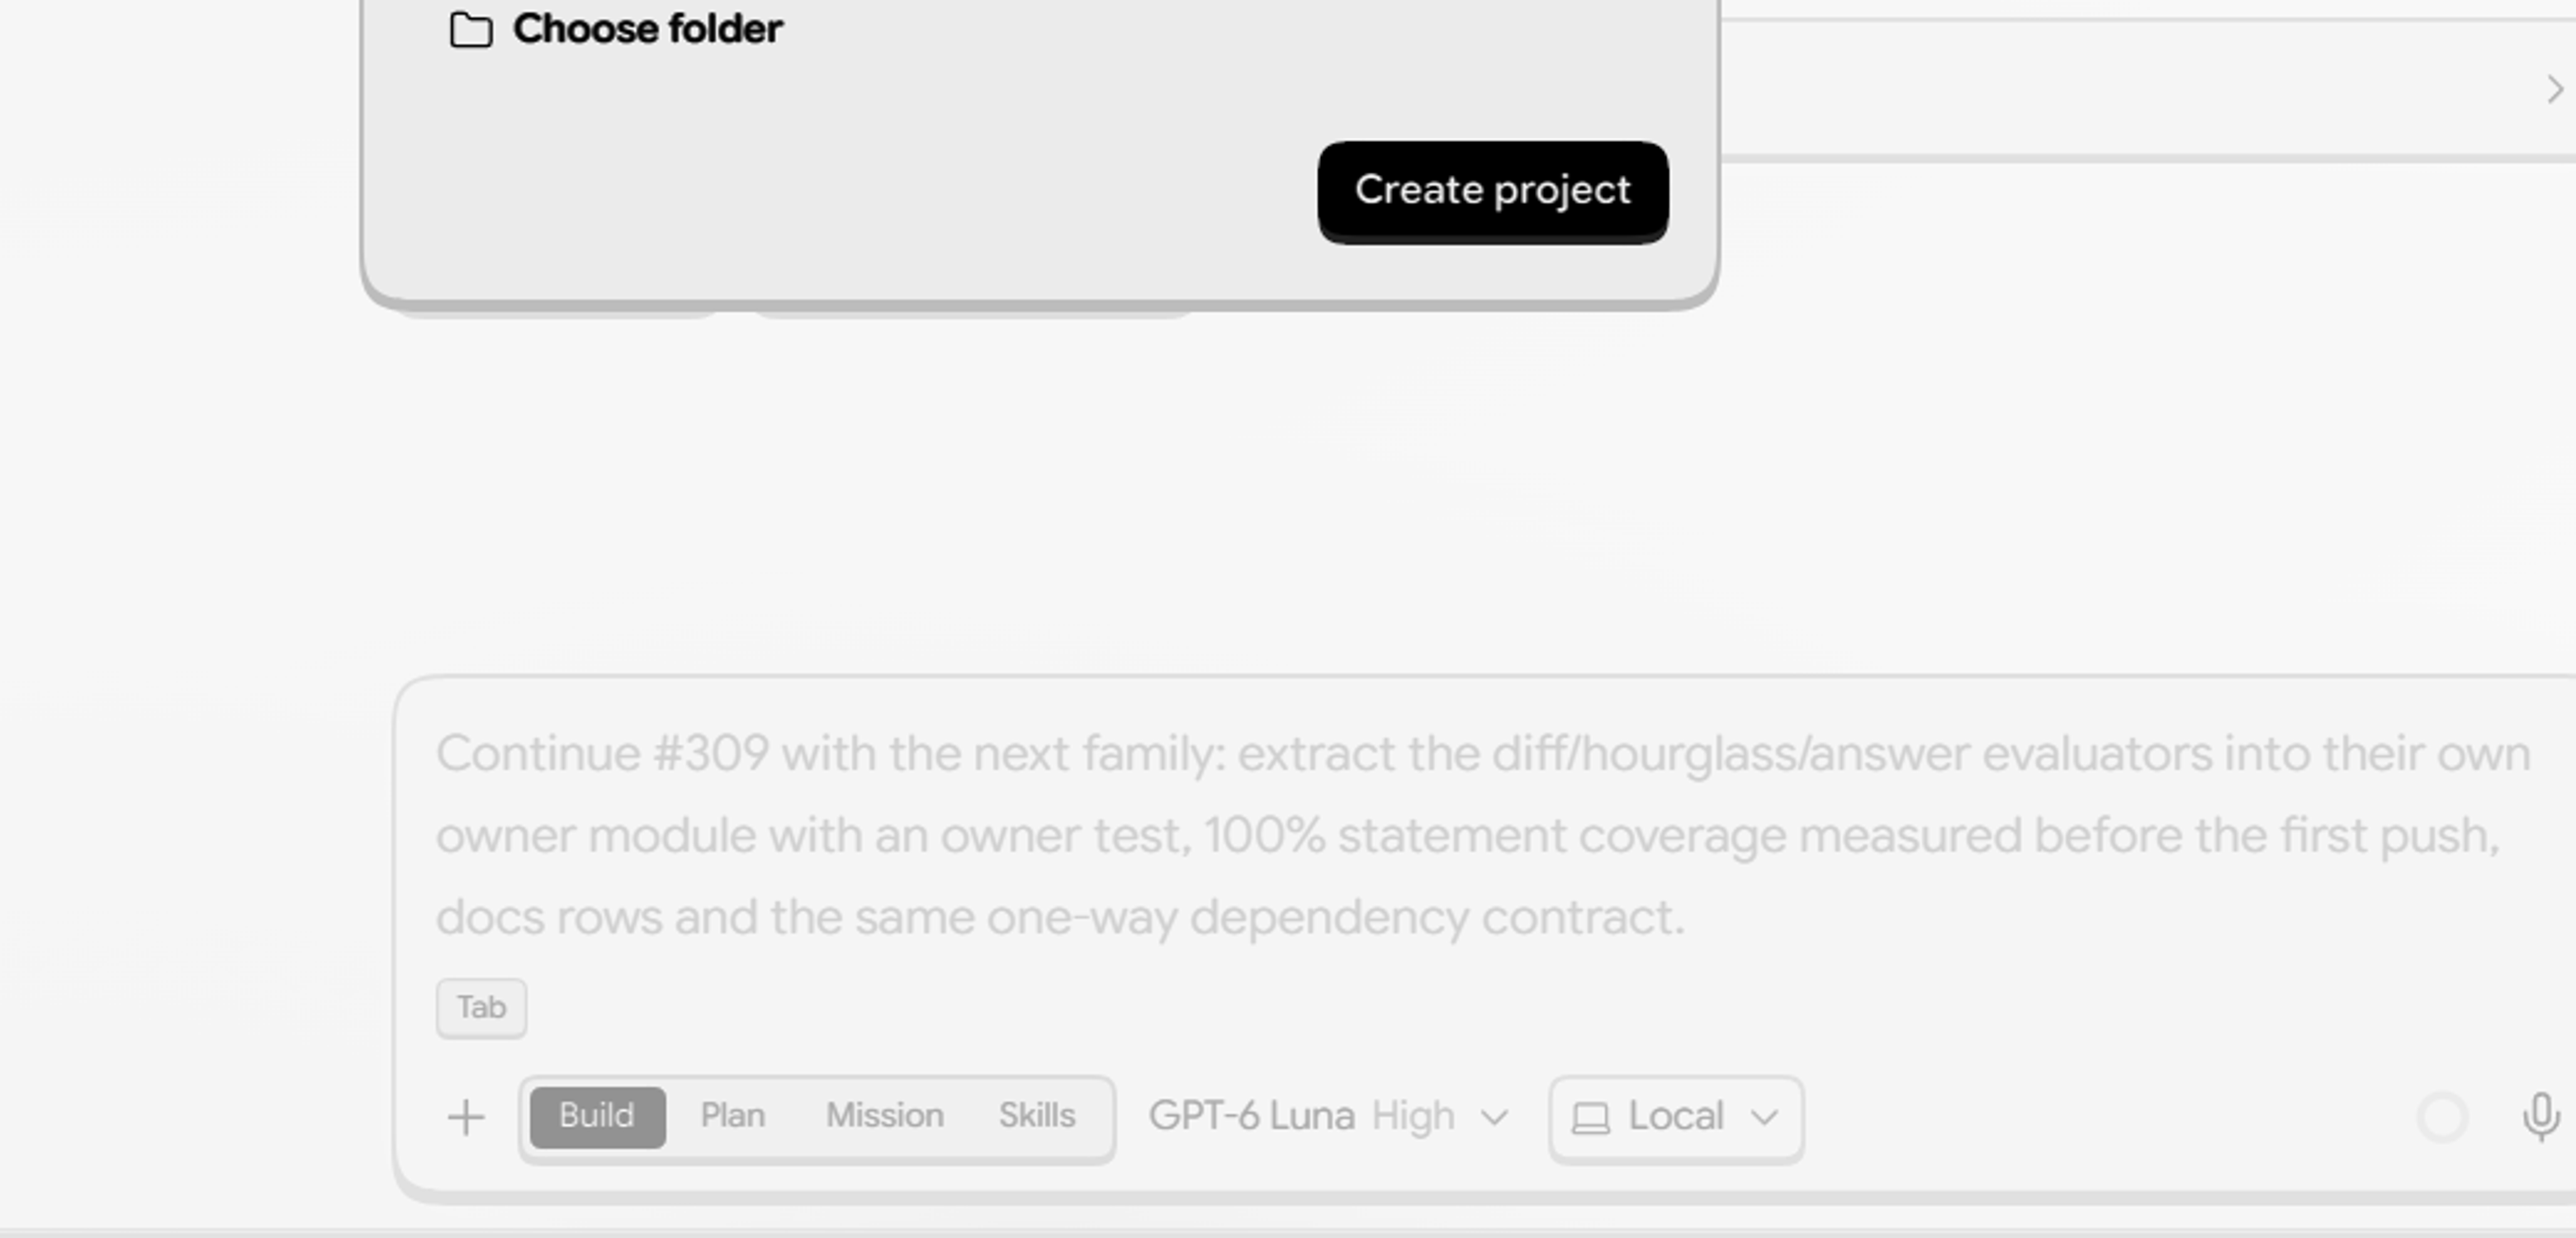 Choose folder
Create project
Continue #309 with the next family: extract the diff/hourglass/answer evaluators into their own
owner module with an owner test, 100% statement coverage measured before the first push,
docs rows and the same one-way dependency contract.
Tab
Build Plan Mission Skills GPT-6 Luna High Local